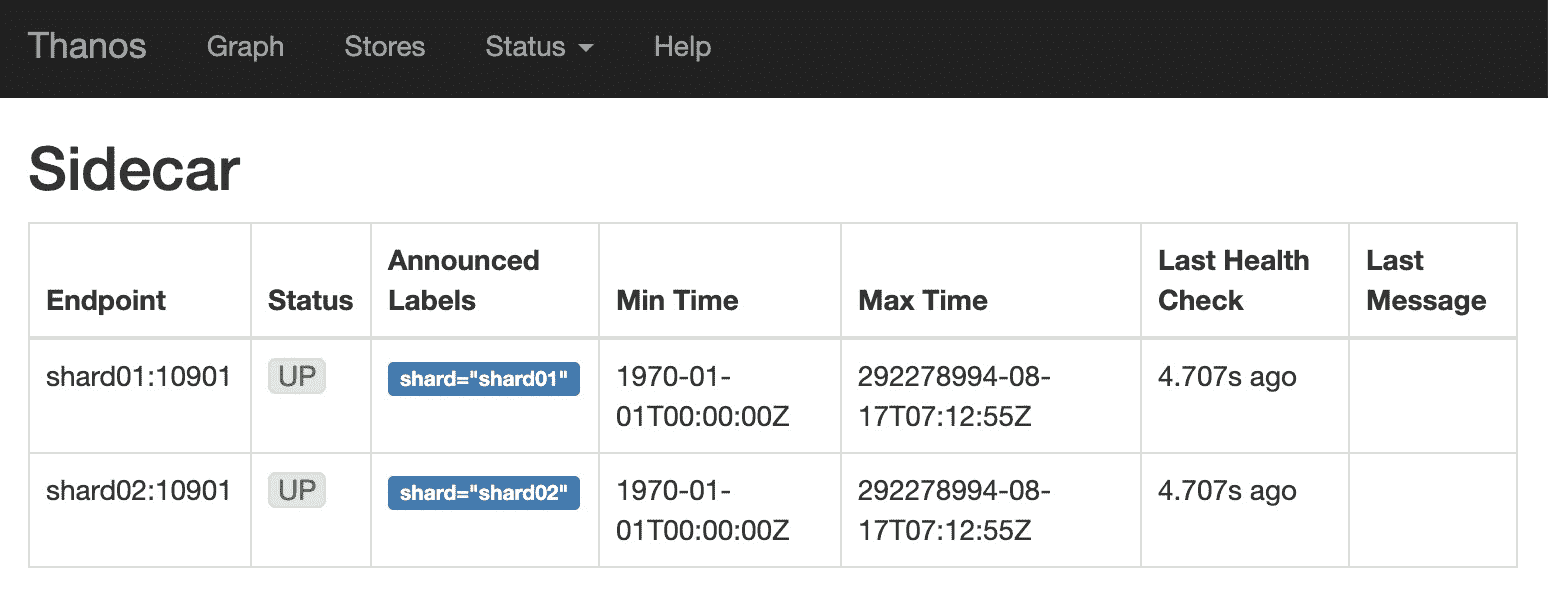 Thanos Graph Stores Status Help
Sidecar
Endpoint Status Announced Labels Min Time Max Time Last Health Check Last Message
shard01:10901 UP shard="shard01" 1970-01-01T00:00:00Z 292278994-08-17T07:12:55Z 4.707s ago
shard02:10901 UP shard="shard02" 1970-01-01T00:00:00Z 292278994-08-17T07:12:55Z 4.707s ago